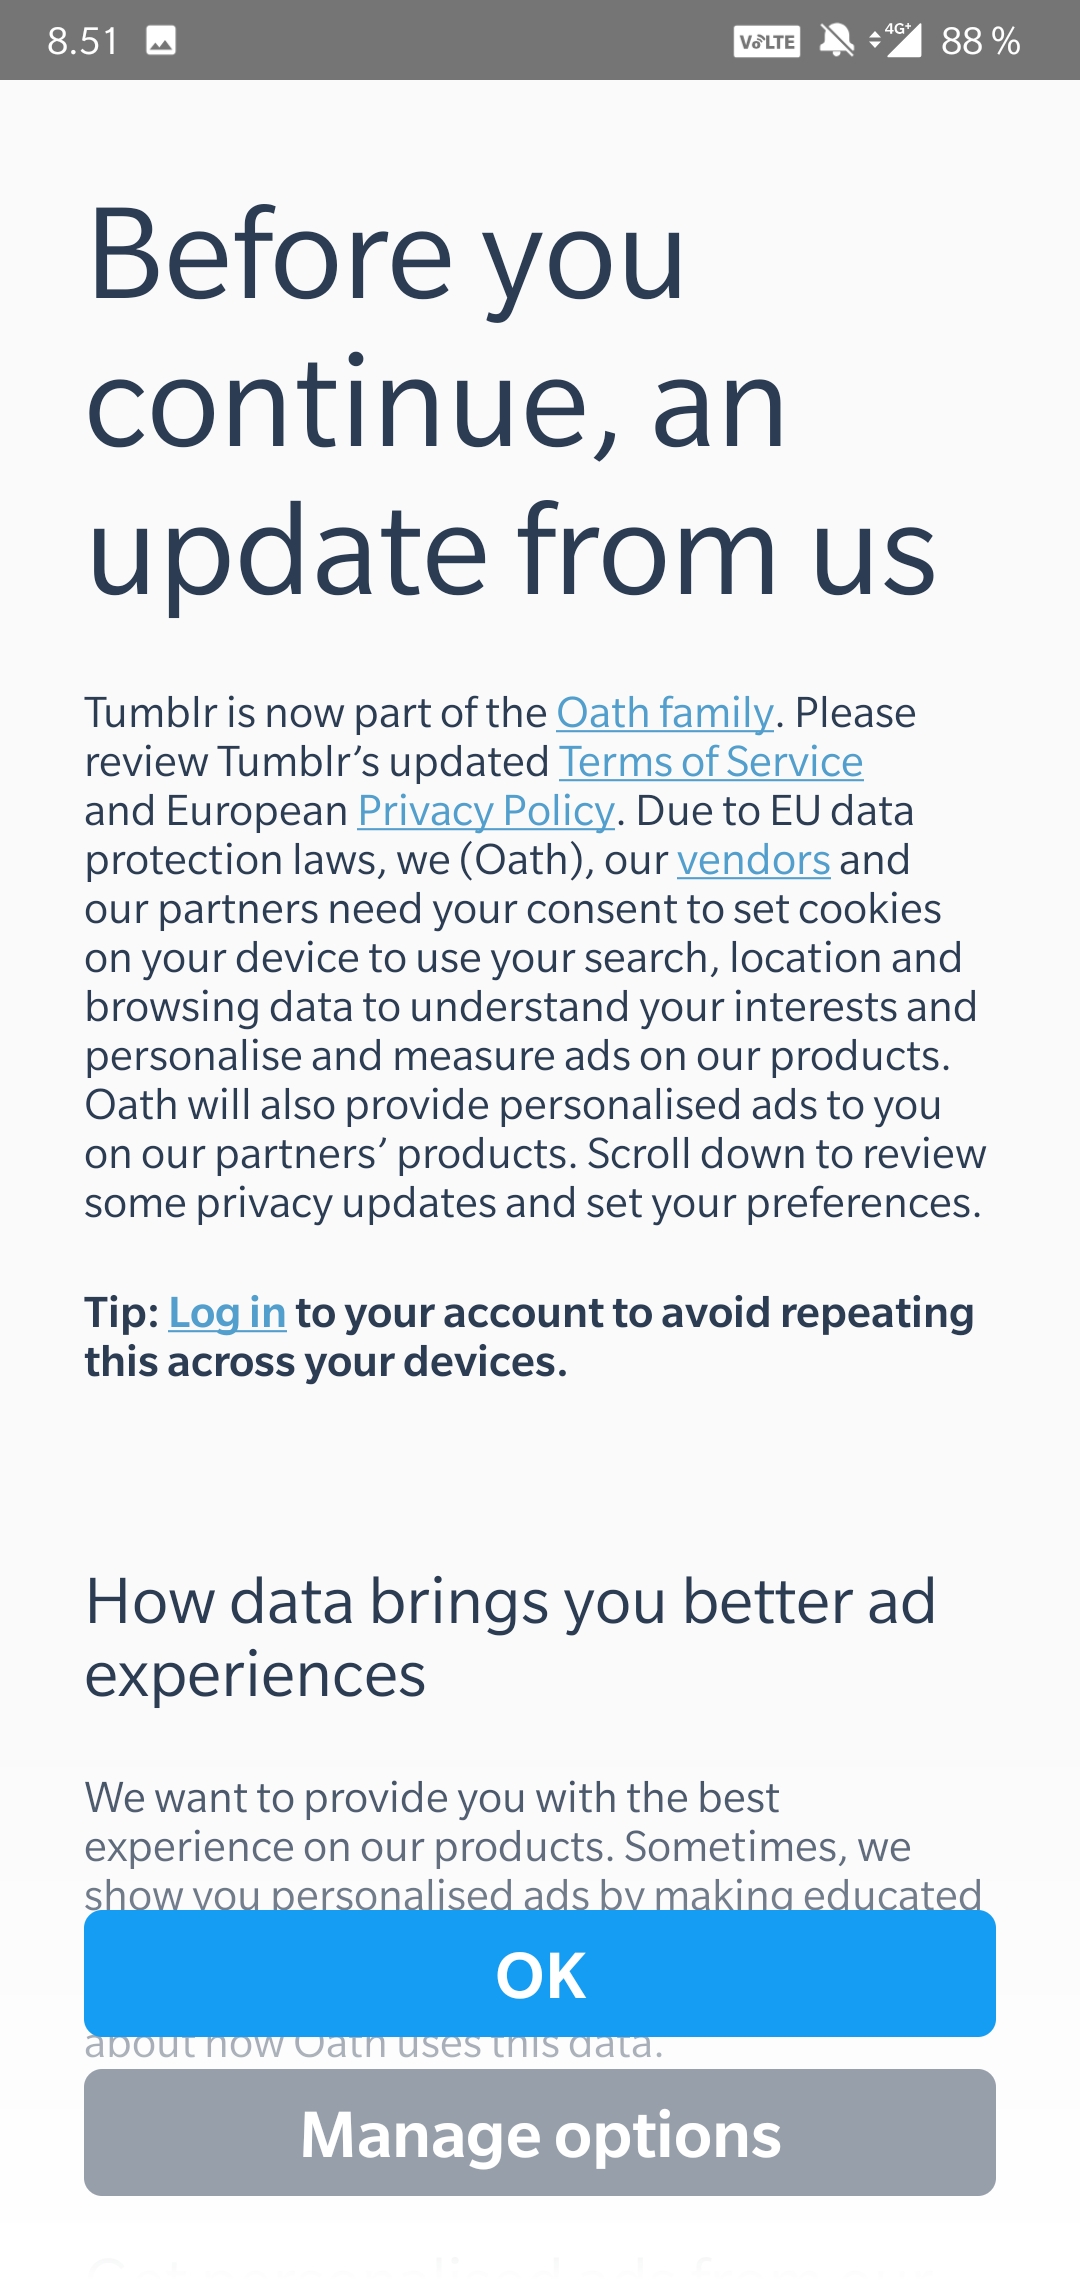 8.51
VoLTE 4G+ 88 %
Before you
continue, an
update from us
Tumblr is now part of the Oath family. Please
review Tumblr’s updated Terms of Service
and European Privacy Policy. Due to EU data
protection laws, we (Oath), our vendors and
our partners need your consent to set cookies
on your device to use your search, location and
browsing data to understand your interests and
personalise and measure ads on our products.
Oath will also provide personalised ads to you
on our partners’ products. Scroll down to review
some privacy updates and set your preferences.
Tip: Log in to your account to avoid repeating
this across your devices.
How data brings you better ad
experiences
We want to provide you with the best
experience on our products. Sometimes, we
show you personalised ads by making educated
OK
about how Oath uses this data.
Manage options